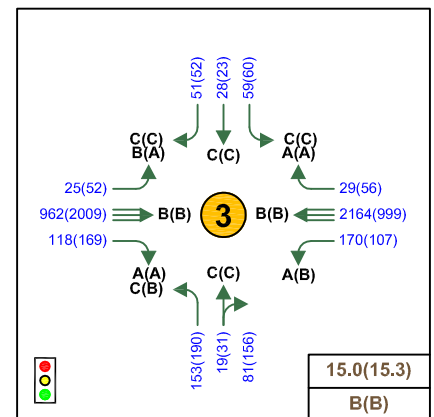 51(52)
28(23)
59(60)
C(C)
B(A)
C(C)
C(C)
A(A)
25(52)
29(56)
962(2009)
B(B)
3
B(B)
2164(999)
118(169)
170(107)
A(A)
C(B)
C(C)
A(B)
153(190)
19(31)
81(156)
15.0(15.3)
B(B)